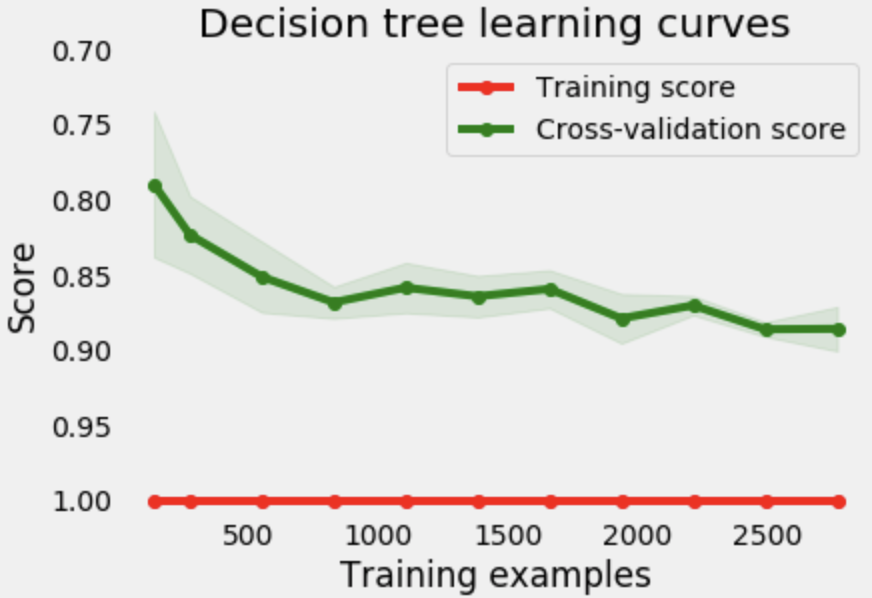 Decision tree learning curves
Training score
Cross-validation score
Score
0.70
0.75
0.80
0.85
0.90
0.95
1.00
500 1000 1500 2000 2500
Training examples